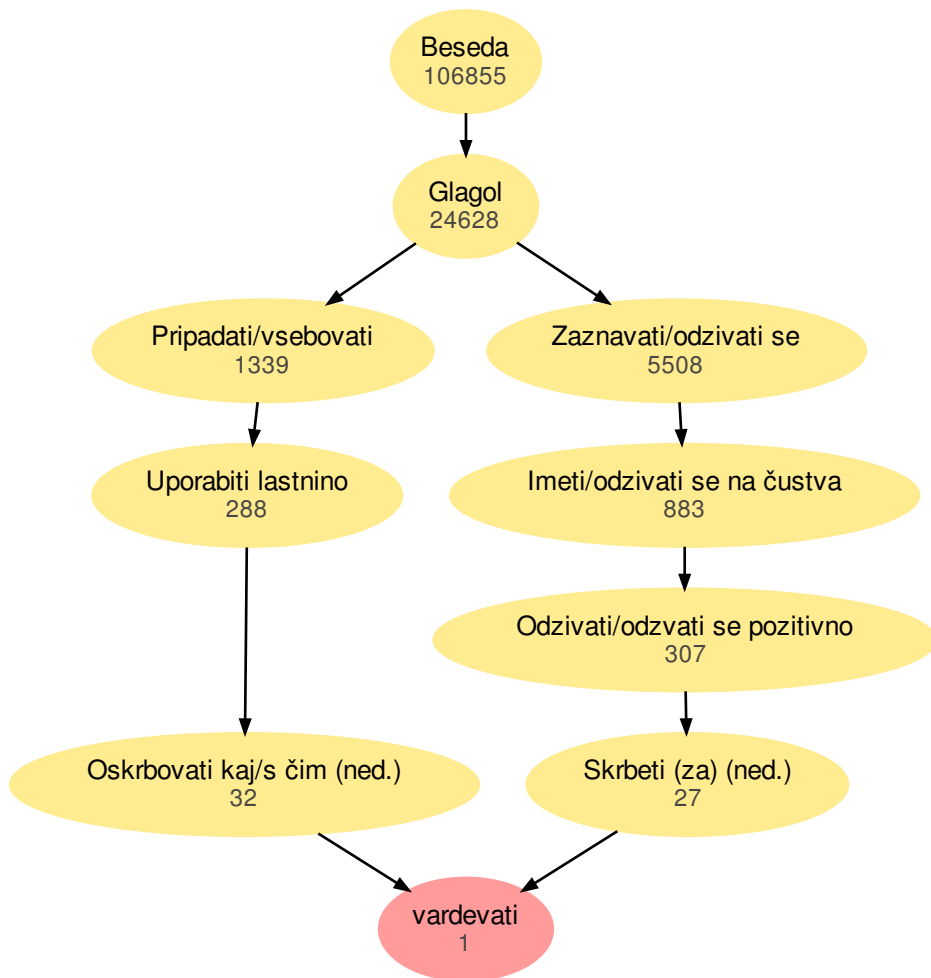 Beseda
106855
Glagol
24628
Pripadati/vsebovati
1339
Zaznavati/odzivati se
5508
Uporabiti lastnino
288
Imeti/odzivati se na čustva
883
Odzivati/odzvati se pozitivno
307
Oskrbovati kaj/s čim (ned.)
32
Skrbeti (za) (ned.)
27
vardevati
1